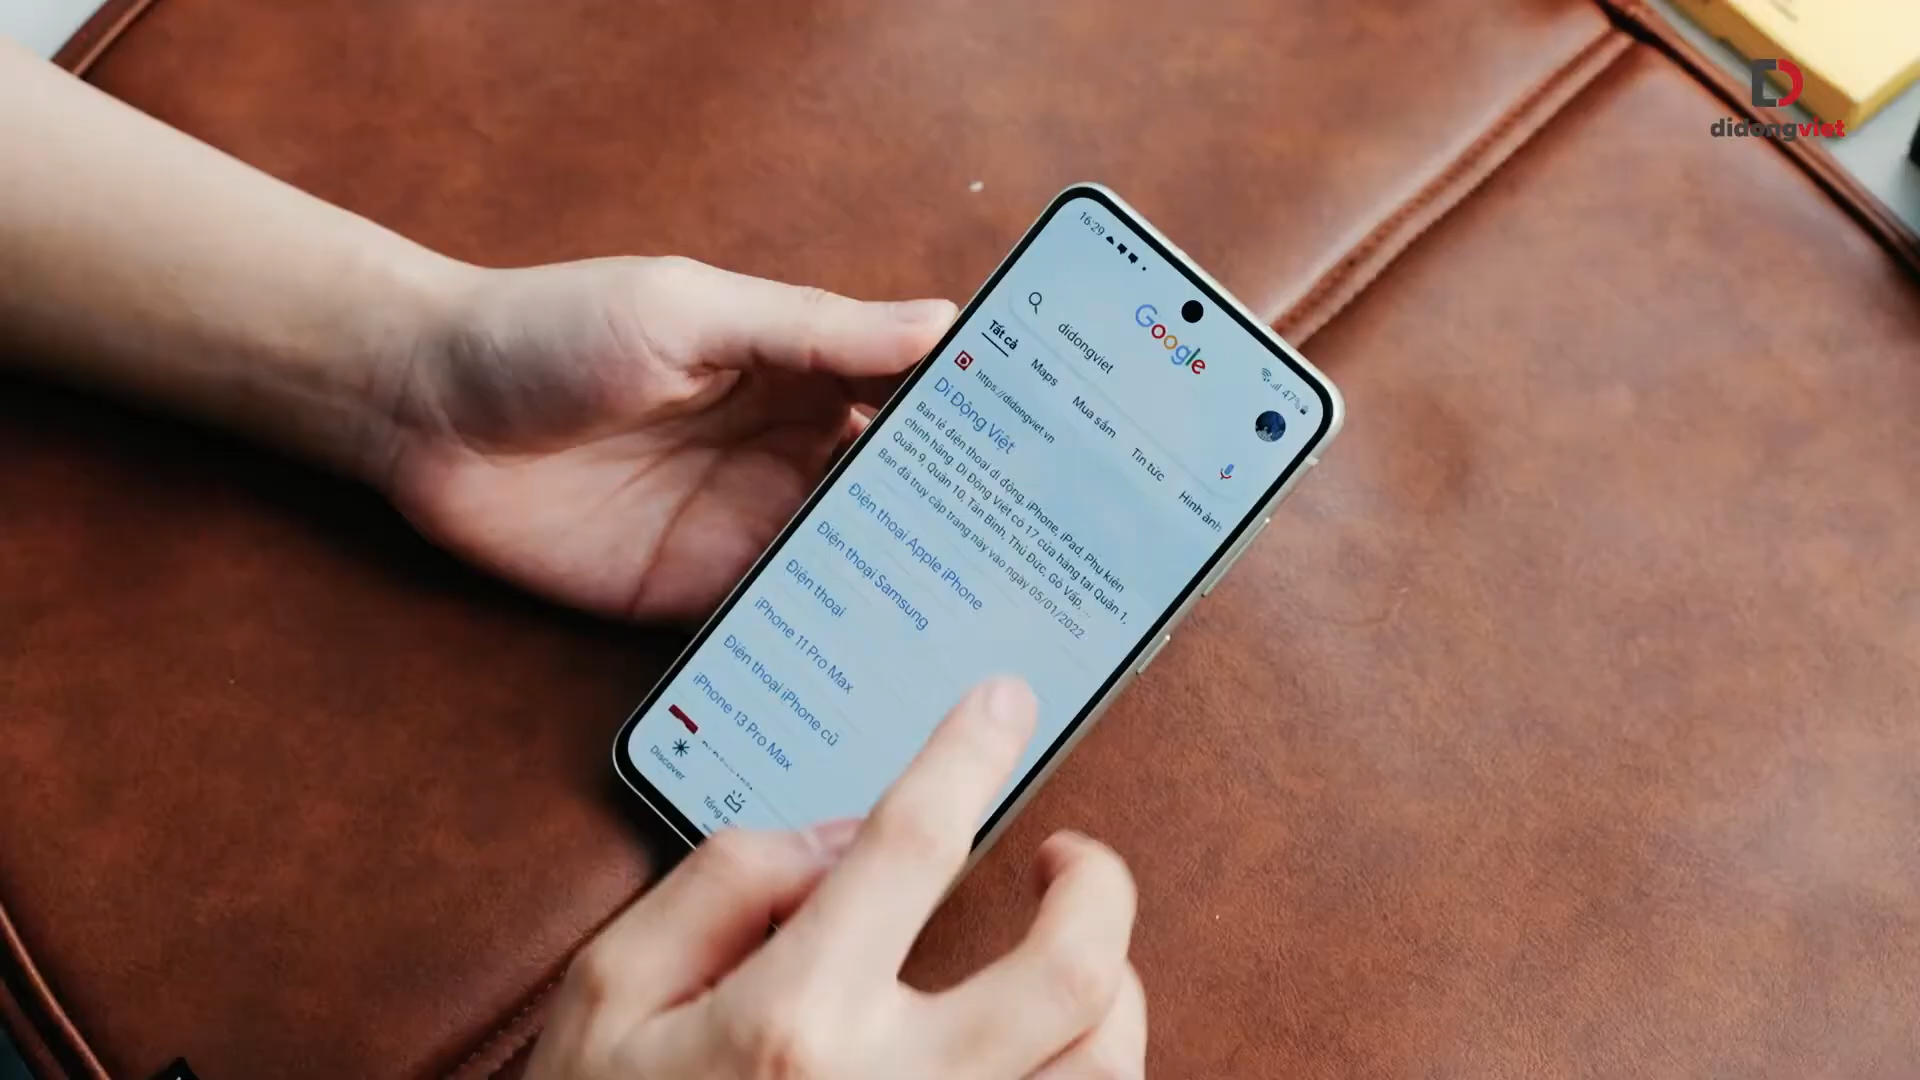 didongviet
16:29
47%
Google
didongviet
Tất cả
Maps
Mua sắm
Tin tức
Hình ảnh
https://didongviet.vn
Di Động Việt
Bán lẻ điện thoại di động, iPhone, iPad, Phụ kiện
chính hãng. Di Động Việt có 17 cửa hàng tại Quận 1,
Quận 9, Quận 10, Tân Bình, Thủ Đức, Gò Vấp,...
Bạn đã truy cập trang này vào ngày 05/01/2022.
Điện thoại Apple iPhone
Điện thoại Samsung
Điện thoại
iPhone 11 Pro Max
Điện thoại iPhone cũ
iPhone 13 Pro Max
Discover
Tổng